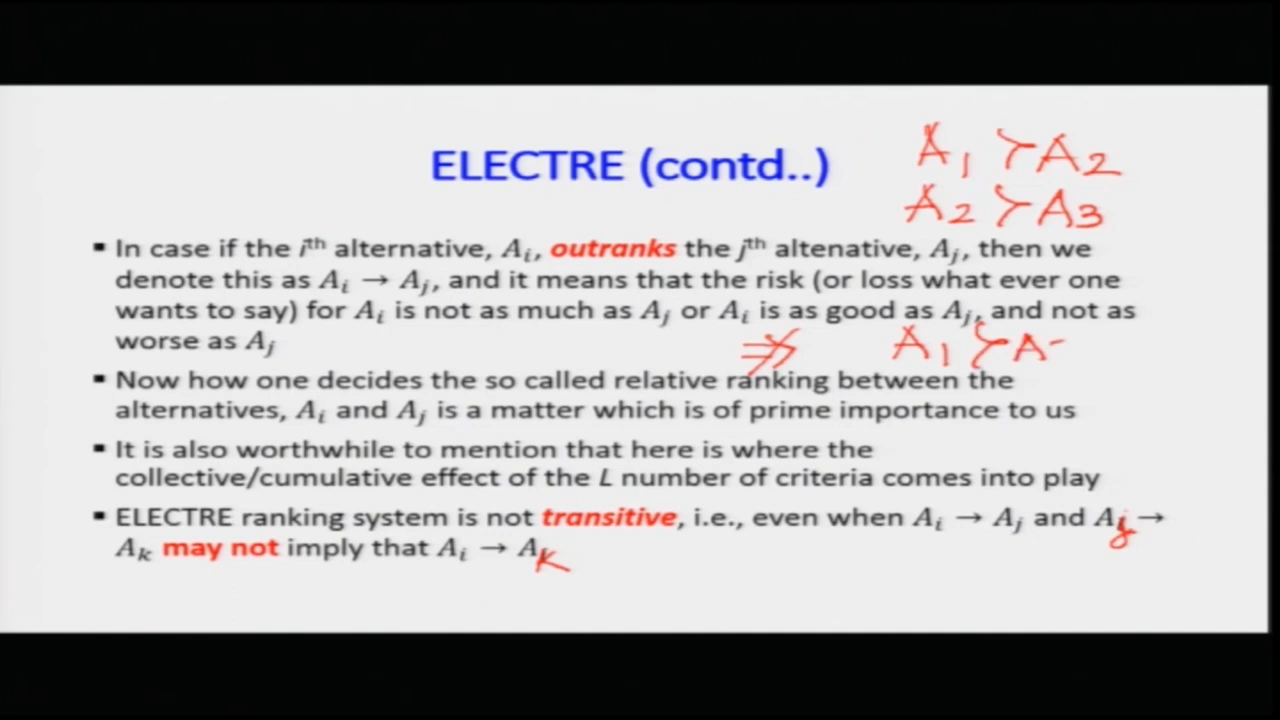 ELECTRE (contd..)
A1 ≻ A2
A2 ≻ A3
▪ In case if the iᵗʰ alternative, Aᵢ, outranks the jᵗʰ altenative, Aⱼ, then we
denote this as Aᵢ → Aⱼ, and it means that the risk (or loss what ever one
wants to say) for Aᵢ is not as much as Aⱼ or Aᵢ is as good as Aⱼ, and not as
worse as Aⱼ
⇏ A1 ≻ A
▪ Now how one decides the so called relative ranking between the
alternatives, Aᵢ and Aⱼ is a matter which is of prime importance to us
▪ It is also worthwhile to mention that here is where the
collective/cumulative effect of the L number of criteria comes into play
▪ ELECTRE ranking system is not transitive, i.e., even when Aᵢ → Aⱼ and Aⱼ →
Aₖ may not imply that Aᵢ → Aₖ